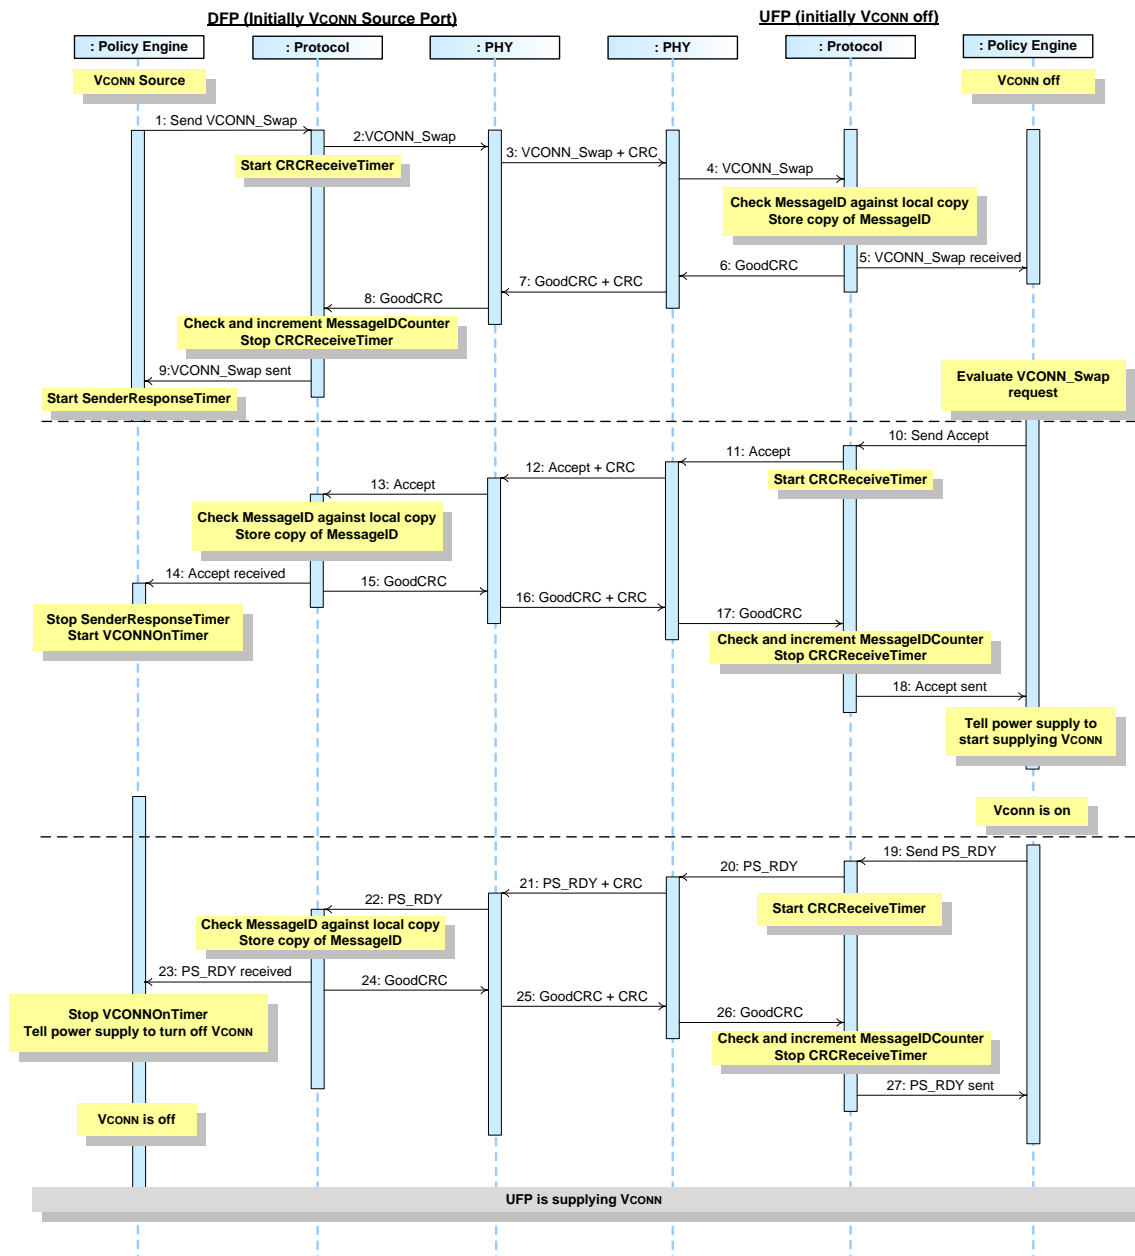 DFP (Initially VCONN Source Port)
UFP (initially VCONN off)
: Policy Engine
: Protocol
: PHY
: PHY
: Protocol
: Policy Engine
VCONN Source
VCONN off
1: Send VCONN_Swap
2:VCONN_Swap
3: VCONN_Swap + CRC
Start CRCReceiveTimer
4: VCONN_Swap
Check MessageID against local copy
Store copy of MessageID
5: VCONN_Swap received
6: GoodCRC
7: GoodCRC + CRC
8: GoodCRC
Check and increment MessageIDCounter
Stop CRCReceiveTimer
9:VCONN_Swap sent
Start SenderResponseTimer
Evaluate VCONN_Swap
request
10: Send Accept
11: Accept
Start CRCReceiveTimer
12: Accept + CRC
13: Accept
Check MessageID against local copy
Store copy of MessageID
14: Accept received
15: GoodCRC
16: GoodCRC + CRC
17: GoodCRC
Stop SenderResponseTimer
Start VCONNOnTimer
Check and increment MessageIDCounter
Stop CRCReceiveTimer
18: Accept sent
Tell power supply to
start supplying VCONN
Vconn is on
19: Send PS_RDY
20: PS_RDY
21: PS_RDY + CRC
22: PS_RDY
Start CRCReceiveTimer
Check MessageID against local copy
Store copy of MessageID
23: PS_RDY received
24: GoodCRC
25: GoodCRC + CRC
26: GoodCRC
Stop VCONNOnTimer
Tell power supply to turn off VCONN
Check and increment MessageIDCounter
Stop CRCReceiveTimer
27: PS_RDY sent
VCONN is off
UFP is supplying VCONN